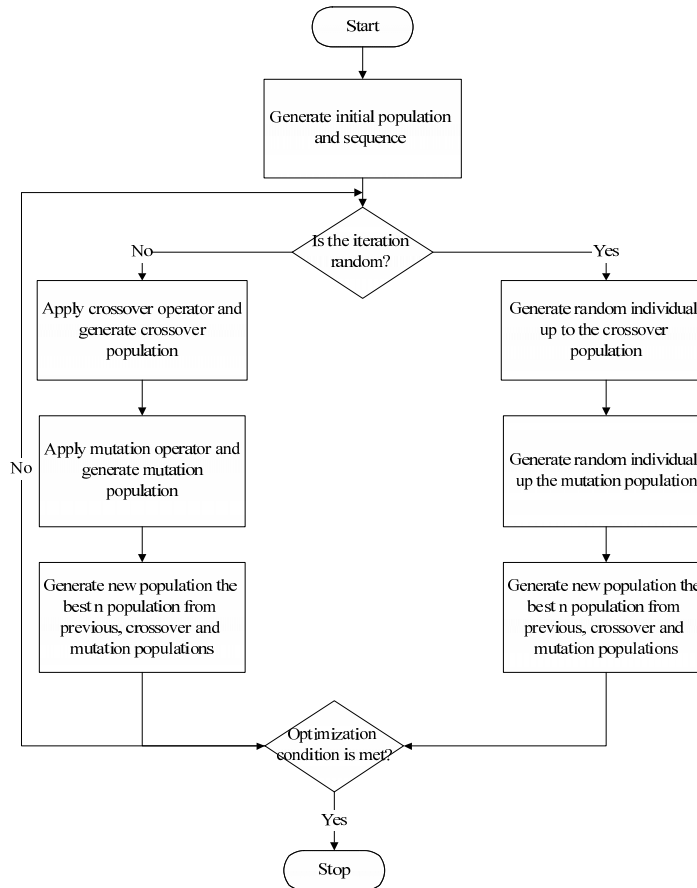 Start
Generate initial population
and sequence
Is the iteration
random?
No
Yes
Apply crossover operator and
generate crossover
population
Generate random individual
up to the crossover
population
Apply mutation operator and
generate mutation
population
Generate random individual
up the mutation population
No
Generate new population the
best n population from
previous, crossover and
mutation populations
Generate new population the
best n population from
previous, crossover and
mutation populations
Optimization
condition is met?
Yes
Stop